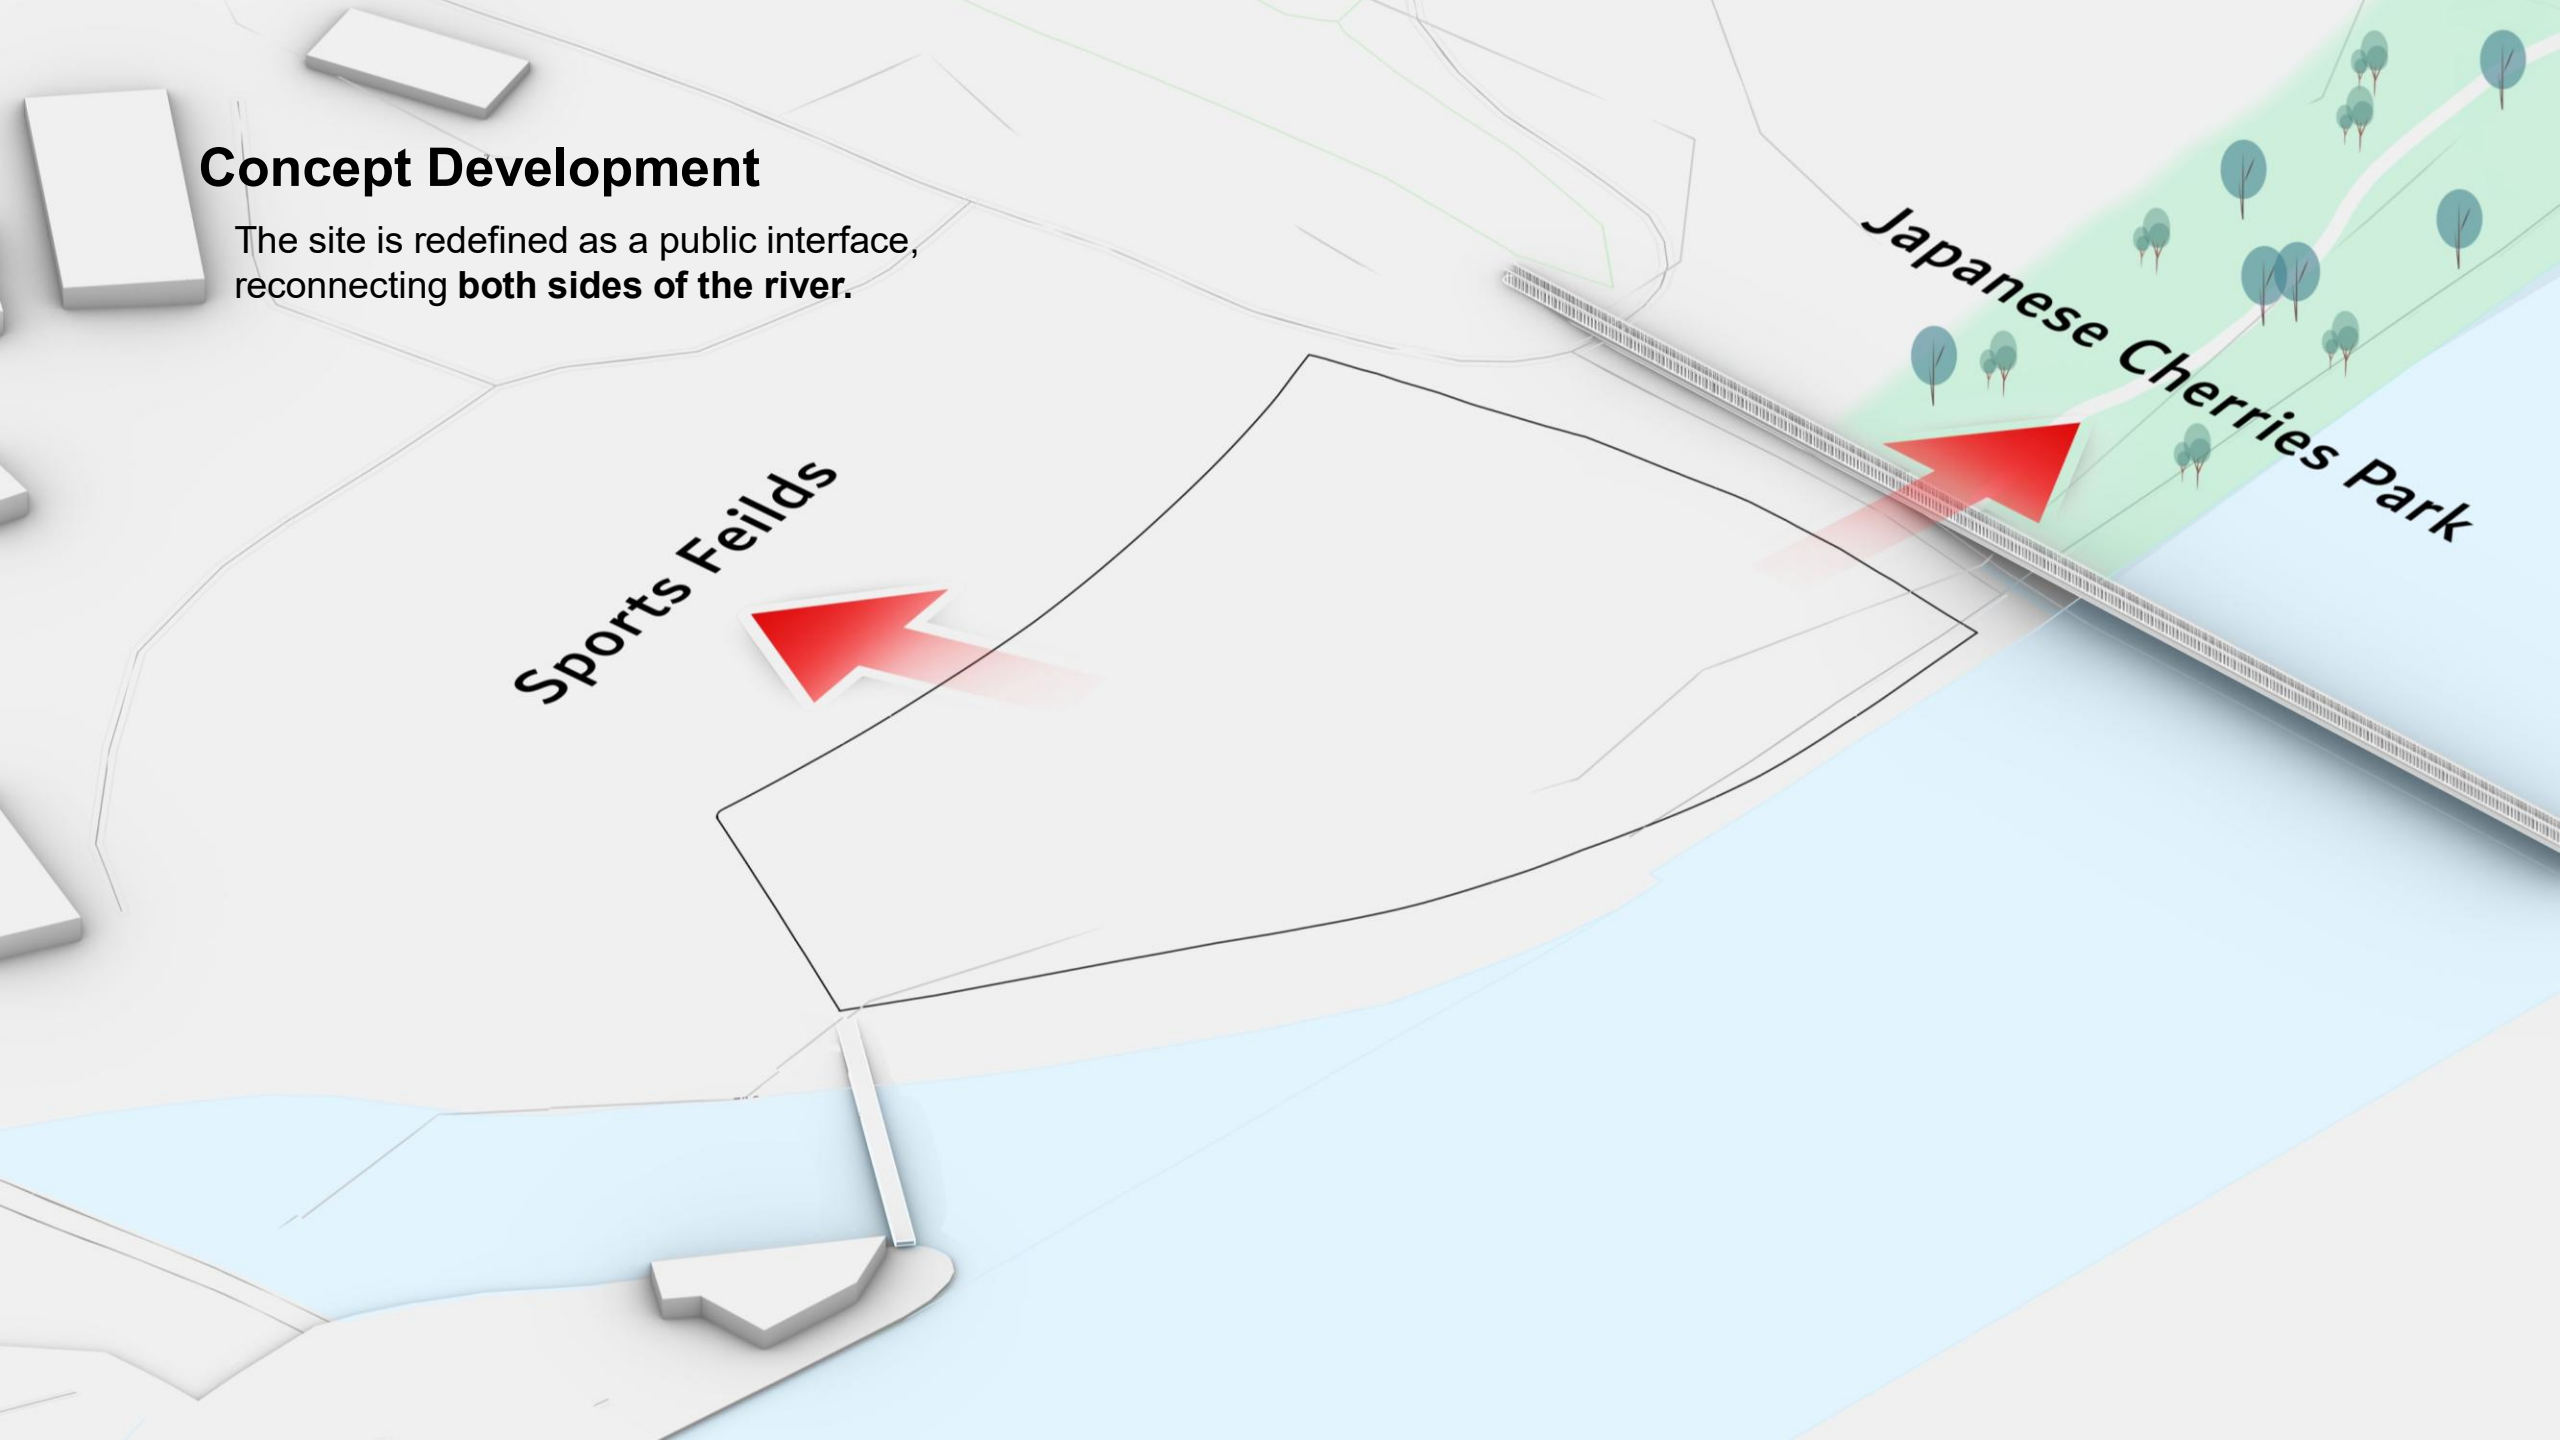 Concept Development
The site is redefined as a public interface,
reconnecting both sides of the river.
Japanese Cherries Park
Sports Feilds